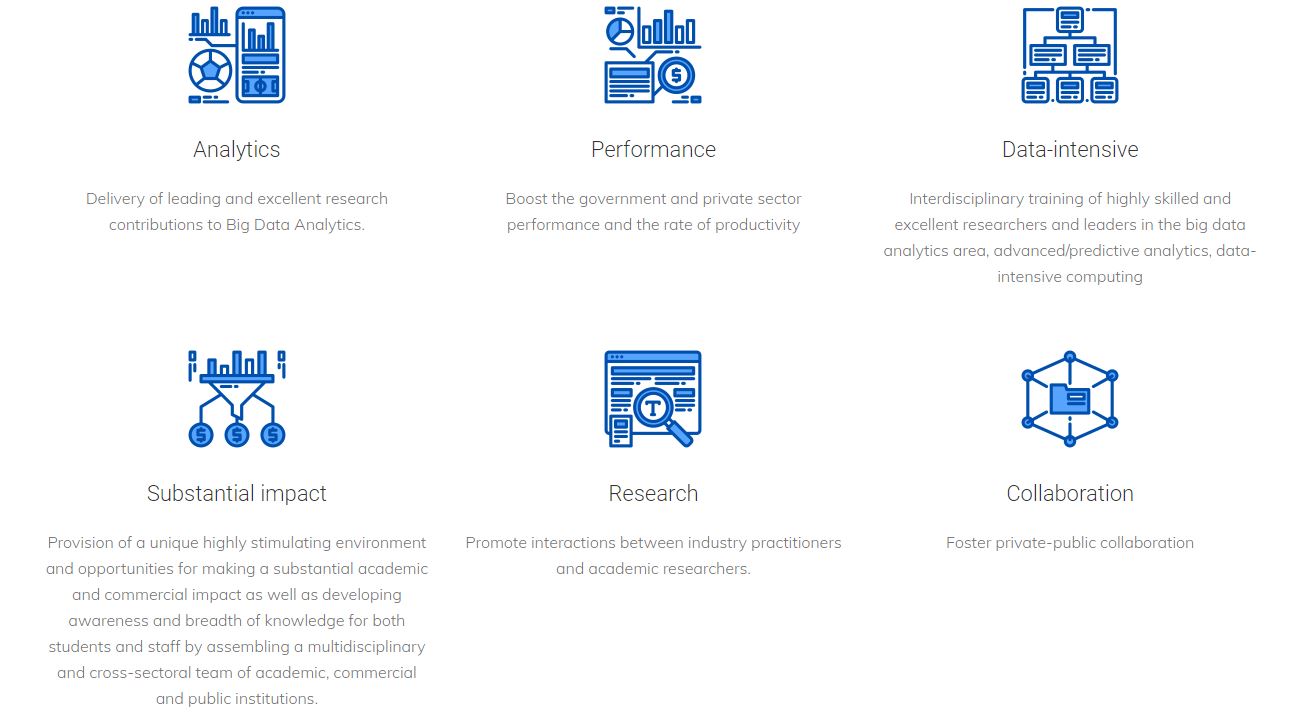 Analytics
Delivery of leading and excellent research
contributions to Big Data Analytics.
Performance
Boost the government and private sector
performance and the rate of productivity
Data-intensive
Interdisciplinary training of highly skilled and
excellent researchers and leaders in the big data
analytics area, advanced/predictive analytics, data-
intensive computing
Substantial impact
Provision of a unique highly stimulating environment
and opportunities for making a substantial academic
and commercial impact as well as developing
awareness and breadth of knowledge for both
students and staff by assembling a multidisciplinary
and cross-sectoral team of academic, commercial
and public institutions.
T
Research
Promote interactions between industry practitioners
and academic researchers.
Collaboration
Foster private-public collaboration